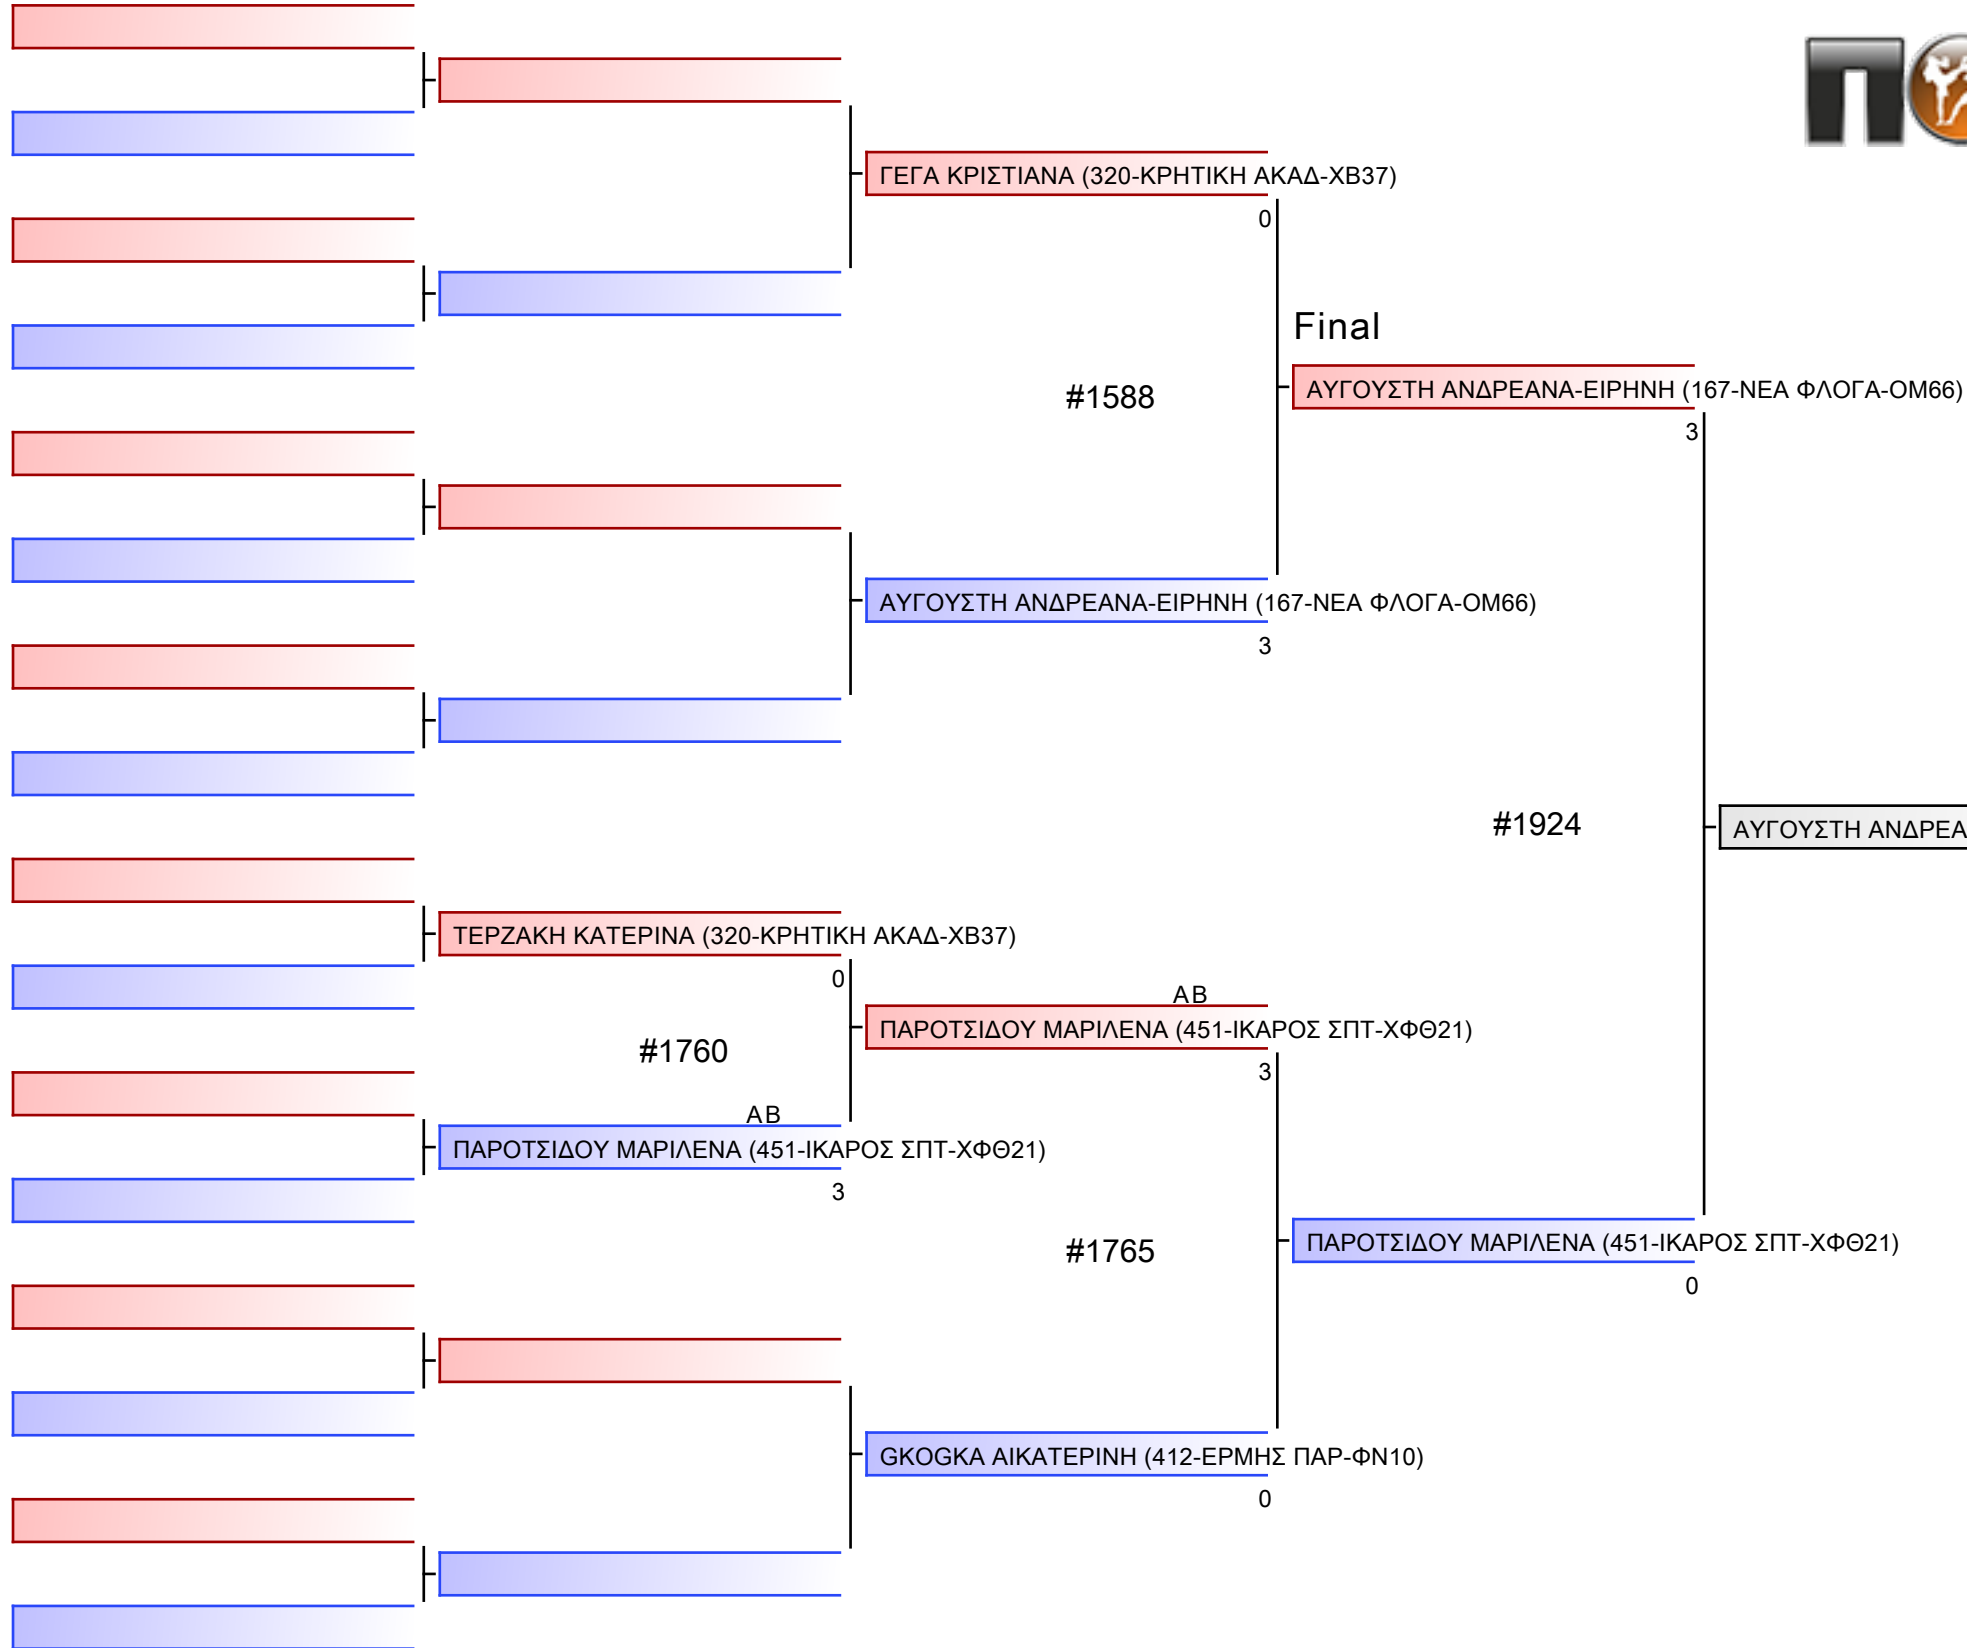 ΠΟ
ΓΕΓΑ ΚΡΙΣΤΙΑΝΑ (320-ΚΡΗΤΙΚΗ ΑΚΑΔ-ΧΒ37)
0
Final
#1588
ΑΥΓΟΥΣΤΗ ΑΝΔΡΕΑΝΑ-ΕΙΡΗΝΗ (167-ΝΕΑ ΦΛΟΓΑ-ΟΜ66)
3
ΑΥΓΟΥΣΤΗ ΑΝΔΡΕΑΝΑ-ΕΙΡΗΝΗ (167-ΝΕΑ ΦΛΟΓΑ-ΟΜ66)
3
#1924
ΑΥΓΟΥΣΤΗ ΑΝΔΡΕΑ
ΤΕΡΖΑΚΗ ΚΑΤΕΡΙΝΑ (320-ΚΡΗΤΙΚΗ ΑΚΑΔ-ΧΒ37)
0
AB
ΠΑΡΟΤΣΙΔΟΥ ΜΑΡΙΛΕΝΑ (451-ΙΚΑΡΟΣ ΣΠΤ-ΧΦΘ21)
3
#1760
AB
ΠΑΡΟΤΣΙΔΟΥ ΜΑΡΙΛΕΝΑ (451-ΙΚΑΡΟΣ ΣΠΤ-ΧΦΘ21)
3
#1765
ΠΑΡΟΤΣΙΔΟΥ ΜΑΡΙΛΕΝΑ (451-ΙΚΑΡΟΣ ΣΠΤ-ΧΦΘ21)
0
GKOGKA ΑΙΚΑΤΕΡΙΝΗ (412-ΕΡΜΗΣ ΠΑΡ-ΦΝ10)
0